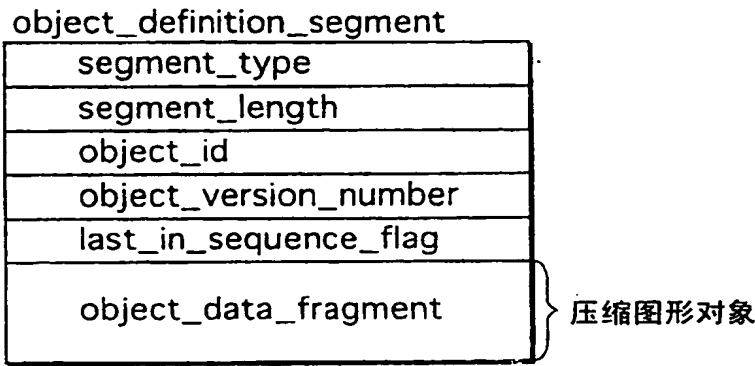 object_definition_segment
segment_type
segment_length
object_id
object_version_number
last_in_sequence_flag
object_data_fragment
压缩图形对象